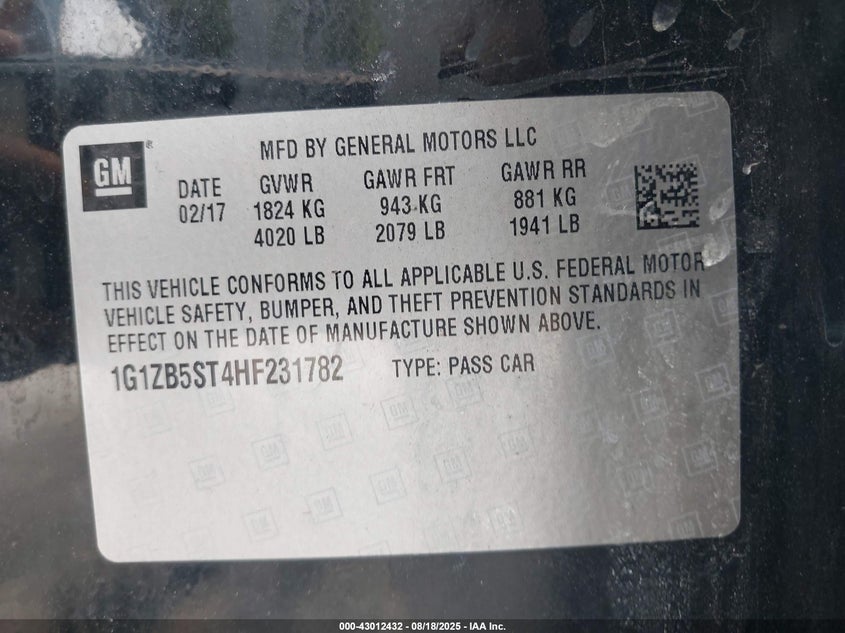 GM
MFD BY GENERAL MOTORS LLC
DATE GVWR GAWR FRT GAWR RR
02/17 1824 KG 943 KG 881 KG
4020 LB 2079 LB 1941 LB
THIS VEHICLE CONFORMS TO ALL APPLICABLE U.S. FEDERAL MOTOR
VEHICLE SAFETY, BUMPER, AND THEFT PREVENTION STANDARDS IN
EFFECT ON THE DATE OF MANUFACTURE SHOWN ABOVE.
1G1ZB5ST4HF231782 TYPE: PASS CAR
000-43012432 - 08/18/2025 - IAA Inc.